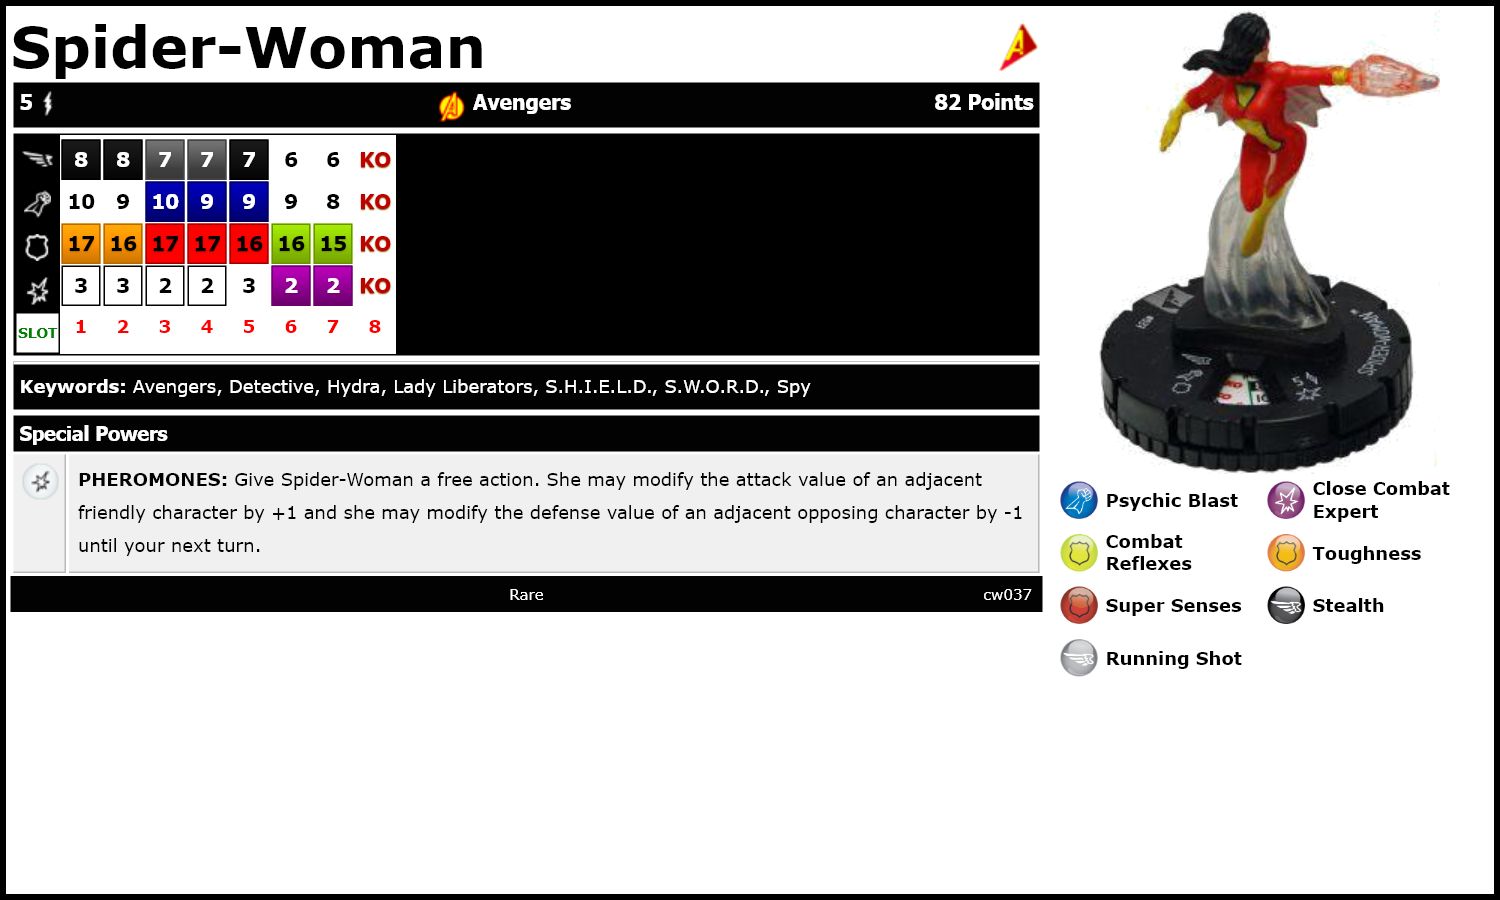 Spider-Woman
5 Avengers 82 Points
8 8 7 7 7 6 6 KO
10 9 10 9 9 9 8 KO
17 16 17 17 16 16 15 KO
3 3 2 2 3 2 2 KO
SLOT 1 2 3 4 5 6 7 8
Keywords: Avengers, Detective, Hydra, Lady Liberators, S.H.I.E.L.D., S.W.O.R.D., Spy
Special Powers
PHEROMONES: Give Spider-Woman a free action. She may modify the attack value of an adjacent
friendly character by +1 and she may modify the defense value of an adjacent opposing character by -1
until your next turn.
Rare cw037
SPIDER-WOMAN
Psychic Blast
Close Combat
Expert
Combat
Reflexes
Toughness
Super Senses
Stealth
Running Shot